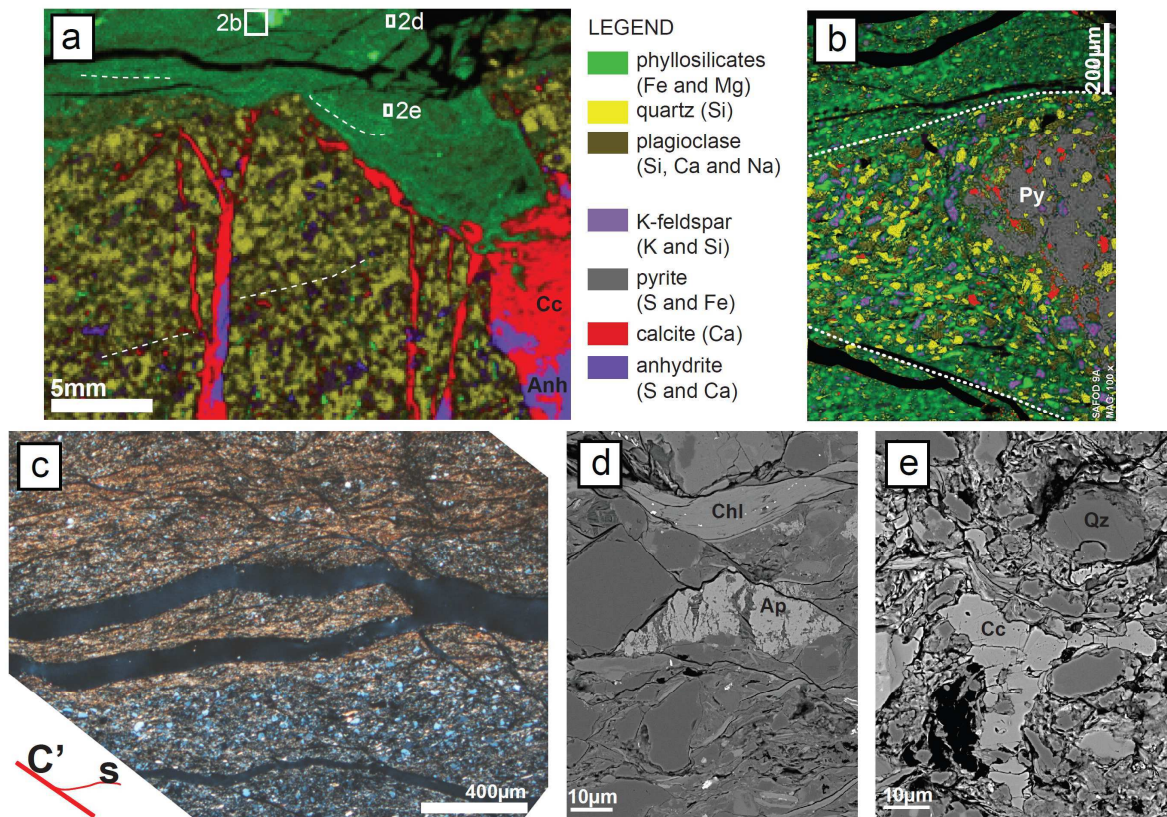 a
2b
2d
2e
5mm
Cc
Anh
LEGEND
phyllosilicates
(Fe and Mg)
quartz (Si)
plagioclase
(Si, Ca and Na)
K-feldspar
(K and Si)
pyrite
(S and Fe)
calcite (Ca)
anhydrite
(S and Ca)
b
200µm
Py
SAFOD 9A
MAG: 100 x
c
C’
s
400µm
d
Chl
Ap
10µm
e
Qz
Cc
10µm